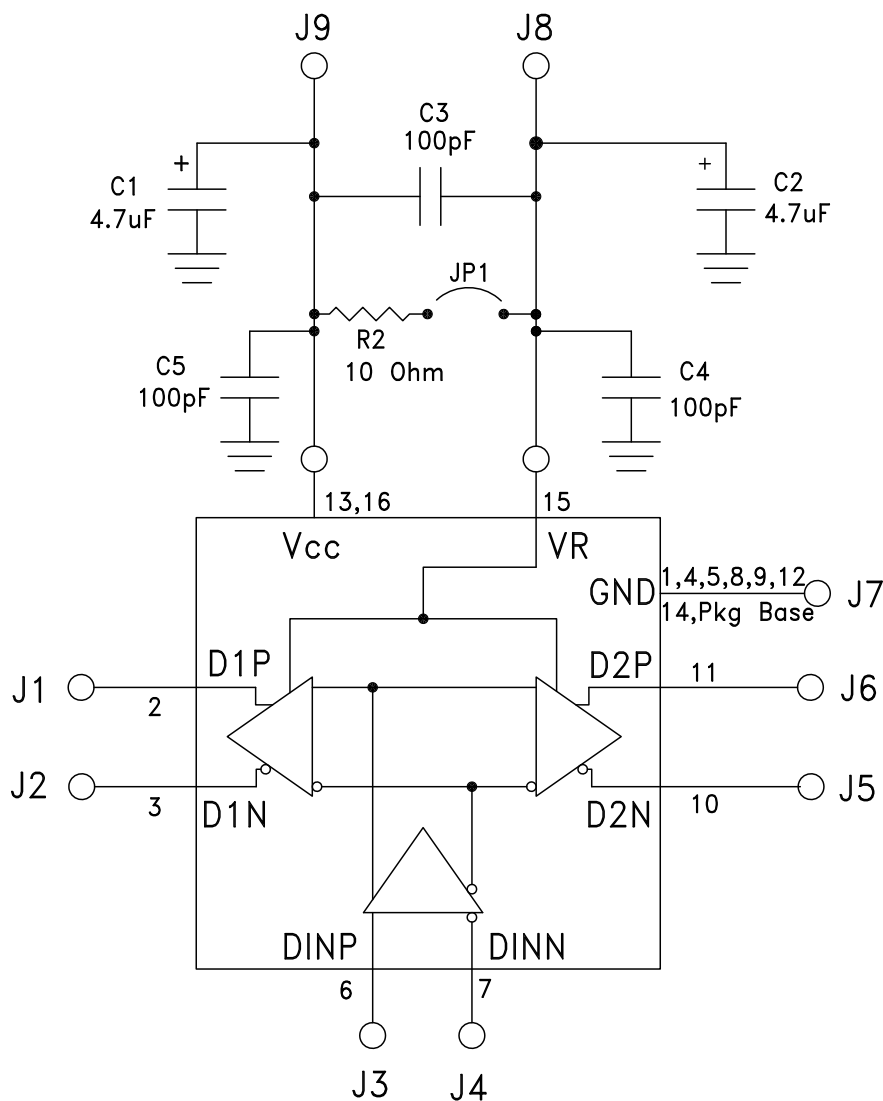 J9
J8
C3
100pF
+
C1
4.7uF
+
C2
4.7uF
JP1
R2
10 Ohm
C5
100pF
C4
100pF
13,16
15
Vcc
VR
GND
1,4,5,8,9,12
14,Pkg Base
J7
D1P
D2P
J1
2
11
J6
J2
3
D1N
D2N
10
J5
DINP
DINN
6
7
J3
J4